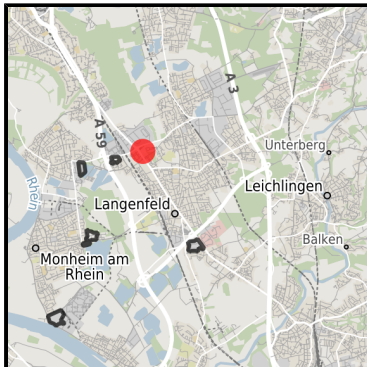 A 3
A 59
Unterberg
Rhein
Leichlingen
Langenfeld
Balken
Monheim am
Rhein